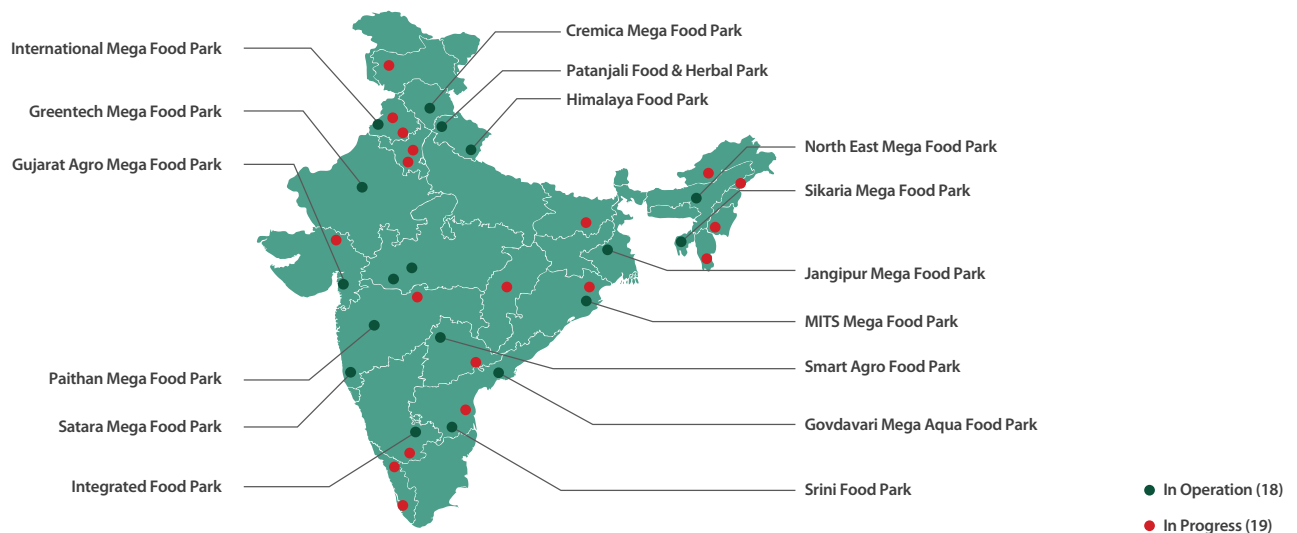 International Mega Food Park
Greentech Mega Food Park
Gujarat Agro Mega Food Park
Paithan Mega Food Park
Satara Mega Food Park
Integrated Food Park
Cremica Mega Food Park
Patanjali Food & Herbal Park
Himalaya Food Park
North East Mega Food Park
Sikaria Mega Food Park
Jangipur Mega Food Park
MITS Mega Food Park
Smart Agro Food Park
Govdavari Mega Aqua Food Park
Srini Food Park
In Operation (18)
In Progress (19)